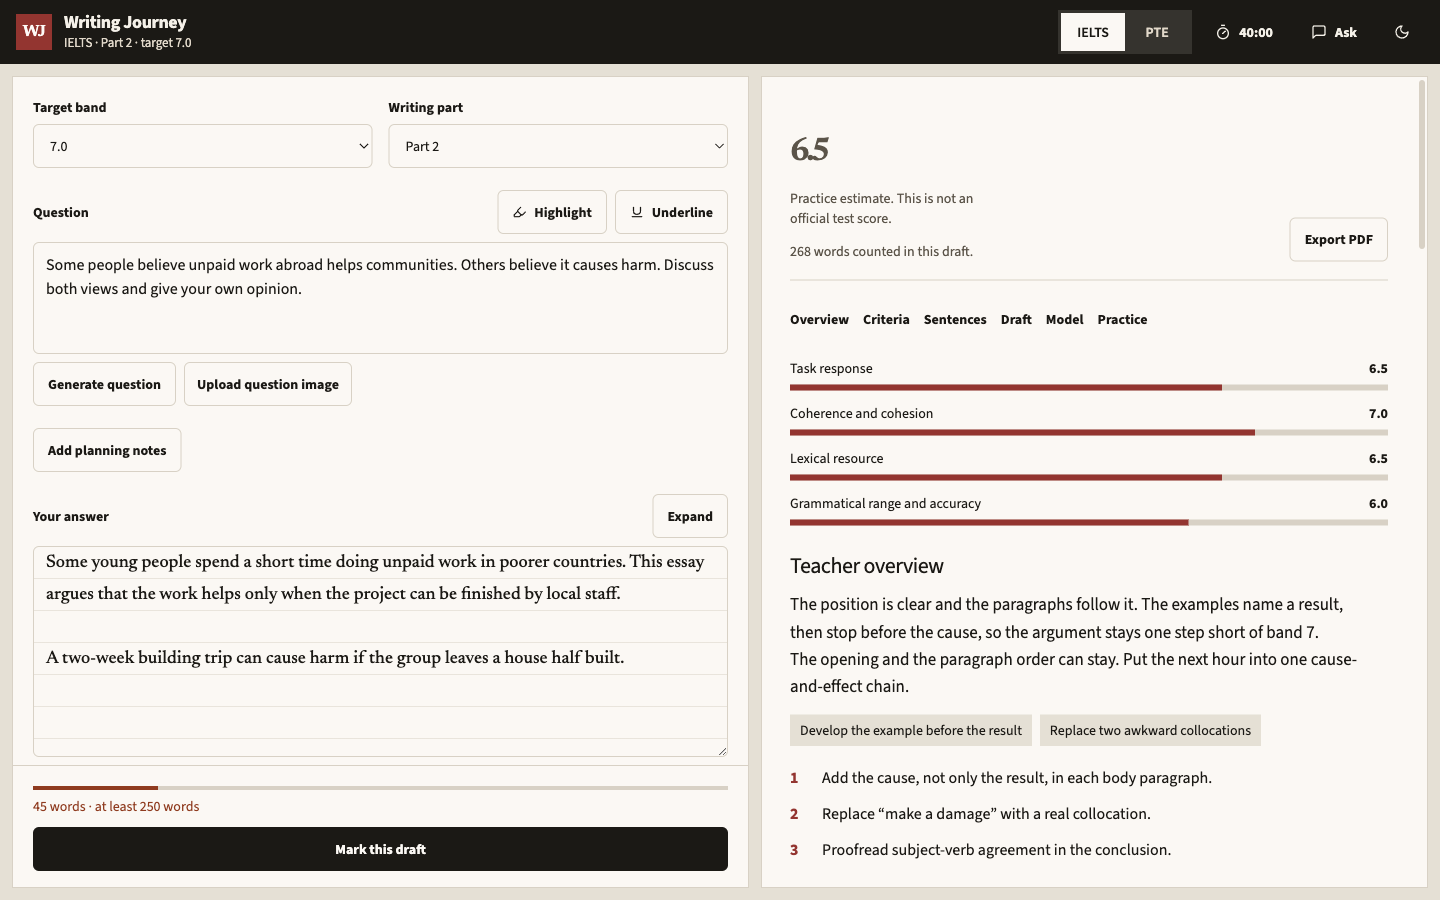 WJ
Writing Journey
IELTS · Part 2 · target 7.0
IELTS
PTE
40:00
Ask
Target band
Writing part
7.0
Part 2
Question
Highlight
Underline
Some people believe unpaid work abroad helps communities. Others believe it causes harm. Discuss
both views and give your own opinion.
Generate question
Upload question image
Add planning notes
Your answer
Expand
Some young people spend a short time doing unpaid work in poorer countries. This essay
argues that the work helps only when the project can be finished by local staff.
A two-week building trip can cause harm if the group leaves a house half built.
45 words · at least 250 words
Mark this draft
6.5
Practice estimate. This is not an
official test score.
268 words counted in this draft.
Export PDF
Overview
Criteria
Sentences
Draft
Model
Practice
Task response 6.5
Coherence and cohesion 7.0
Lexical resource 6.5
Grammatical range and accuracy 6.0
Teacher overview
The position is clear and the paragraphs follow it. The examples name a result,
then stop before the cause, so the argument stays one step short of band 7.
The opening and the paragraph order can stay. Put the next hour into one cause-
and-effect chain.
Develop the example before the result
Replace two awkward collocations
1 Add the cause, not only the result, in each body paragraph.
2 Replace “make a damage” with a real collocation.
3 Proofread subject-verb agreement in the conclusion.